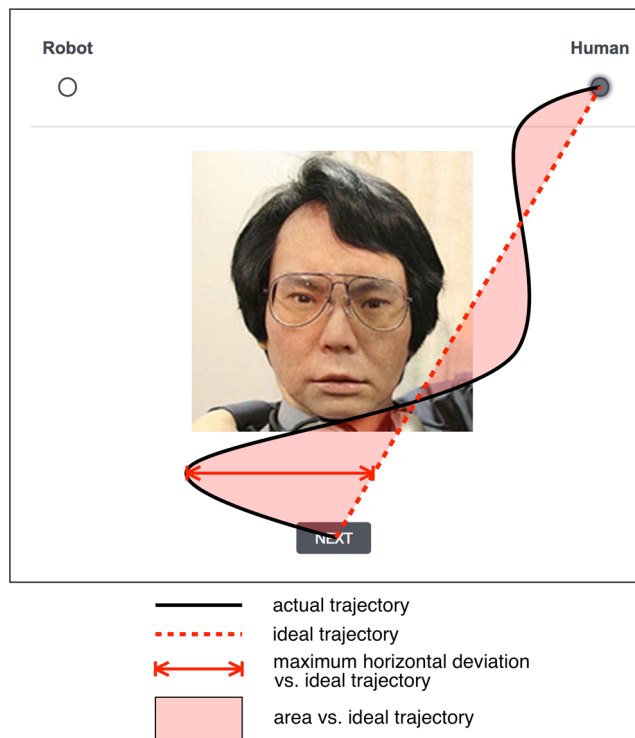 Robot Human
NEXT
actual trajectory
ideal trajectory
maximum horizontal deviation
vs. ideal trajectory
area vs. ideal trajectory